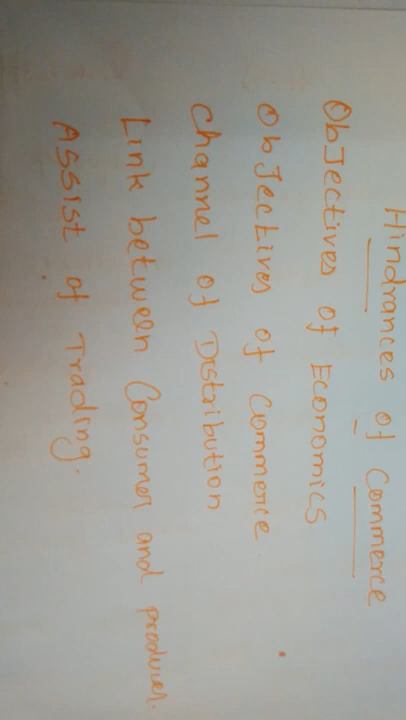 Hindrances of Commerce
Objectives of Economics
Objectives of Commerce
Channel of Distribution
Link between Consumer and producer.
Assist of Trading.